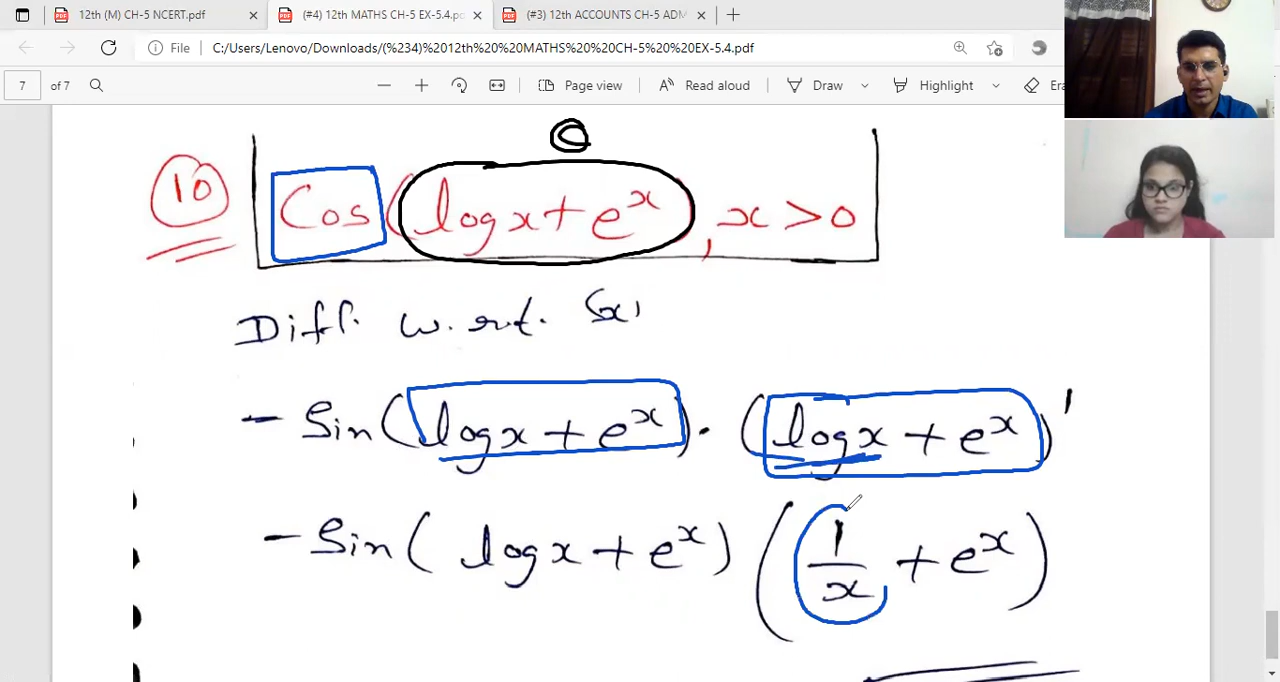 12th (M) CH-5 NCERT.pdf
(#4) 12th MATHS CH-5 EX-5.4.p
(#3) 12th ACCOUNTS CH-5 ADM
File
C:/Users/Lenovo/Downloads/(%234)%2012th%20%20MATHS%20%20CH-5%20%20EX-5.4.pdf
7 of 7
Page view
Read aloud
Draw
Highlight
Era
10 Cos(log x + e^x), x > 0
Diff. w.r.t. 'x'
- Sin(log x + e^x) . (log x + e^x)'
- Sin(log x + e^x) (1/x + e^x)